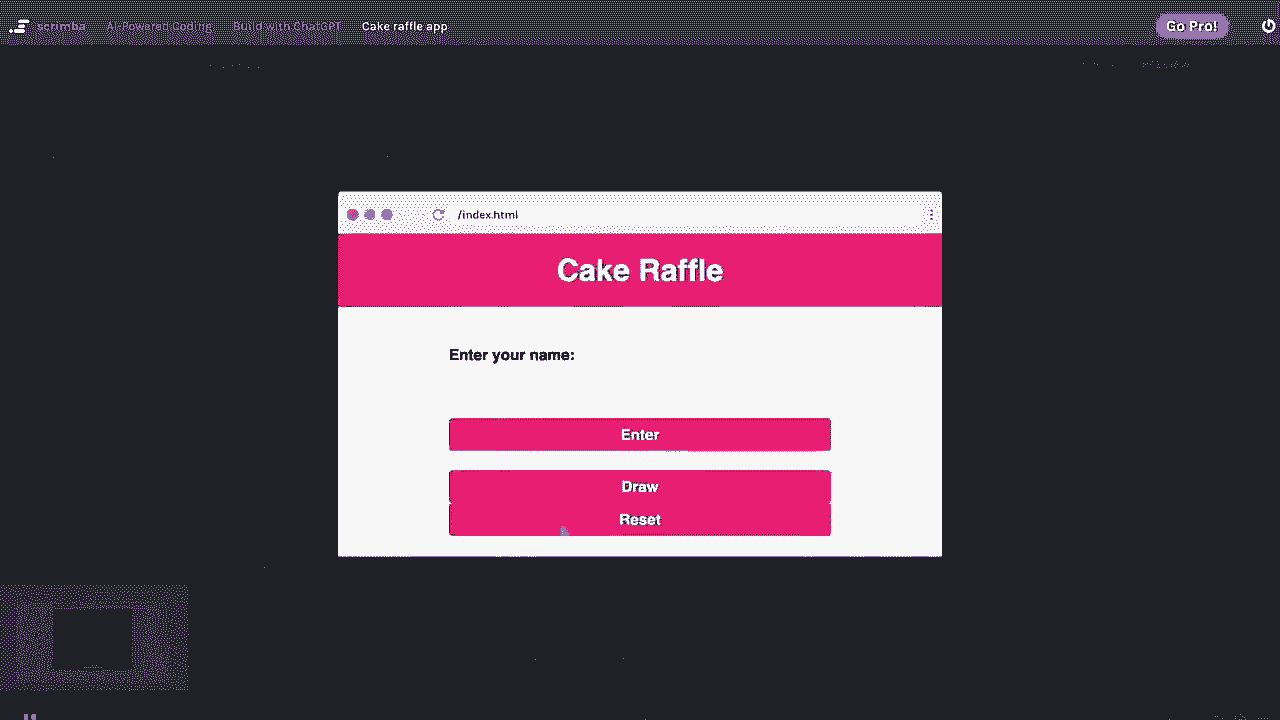 scrimba AI-Powered Coding Build with ChatGPT Cake raffle app Go Pro!
/index.html
Cake Raffle
Enter your name:
Enter
Draw
Reset